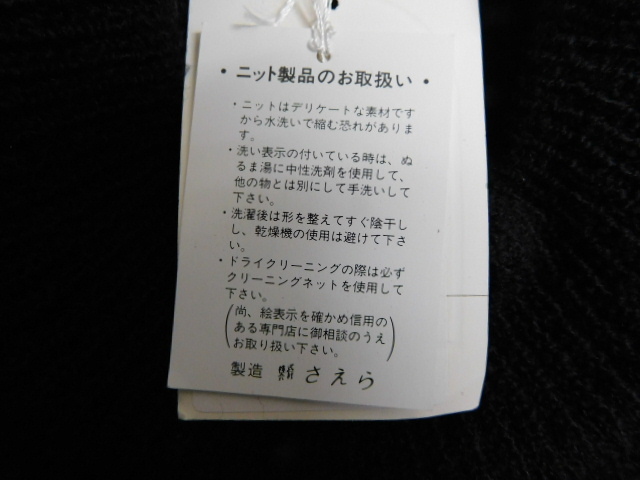 ・ニット製品のお取扱い・
・ニットはデリケートな素材です
から水洗いで縮む恐れがありま
す。
・洗い表示の付いている時は、ぬ
るま湯に中性洗剤を使用して、
他の物とは別にして手洗いして
下さい。
・洗濯後は形を整えてすぐ陰干し
し、乾燥機の使用は避けて下さ
い。
・ドライクリーニングの際は必ず
クリーニングネットを使用して
下さい。
(尚、絵表示を確かめ信用の
ある専門店に御相談のうえ
お取り扱い下さい。)
製造 さえら